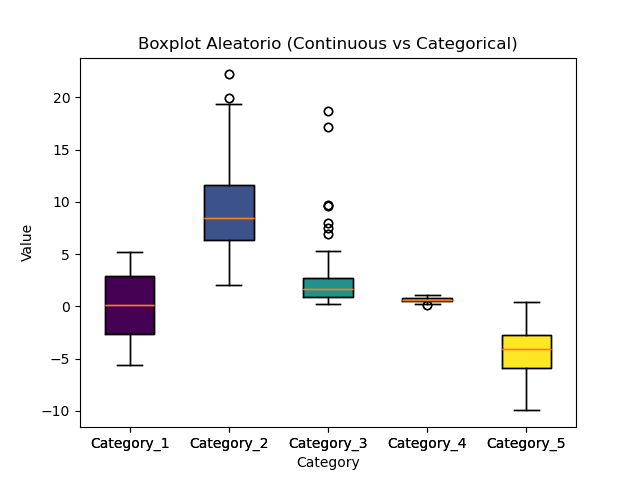 Boxplot Aleatorio (Continuous vs Categorical)
Value
20
15
10
5
0
−5
−10
Category_1 Category_2 Category_3 Category_4 Category_5
Category